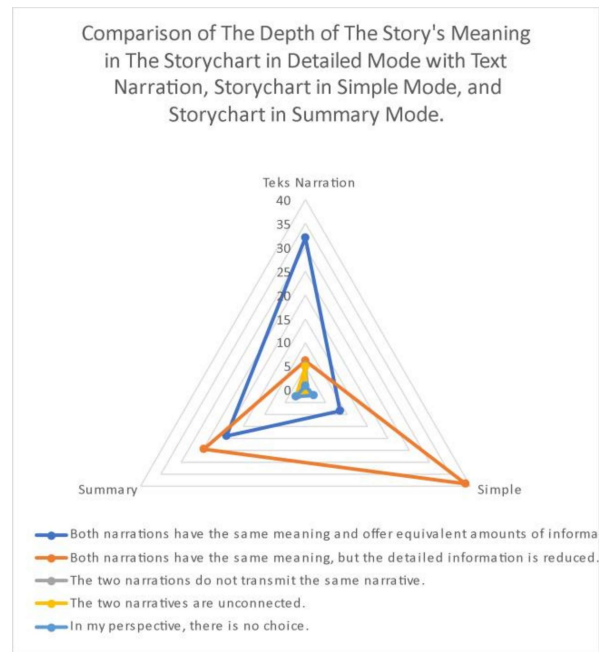 Comparison of The Depth of The Story's Meaning
in The Storychart in Detailed Mode with Text
Narration, Storychart in Simple Mode, and
Storychart in Summary Mode.
Teks Narration
40
35
30
25
20
15
10
5
0
Summary
Simple
Both narrations have the same meaning and offer equivalent amounts of informa
Both narrations have the same meaning, but the detailed information is reduced.
The two narrations do not transmit the same narrative.
The two narratives are unconnected.
In my perspective, there is no choice.